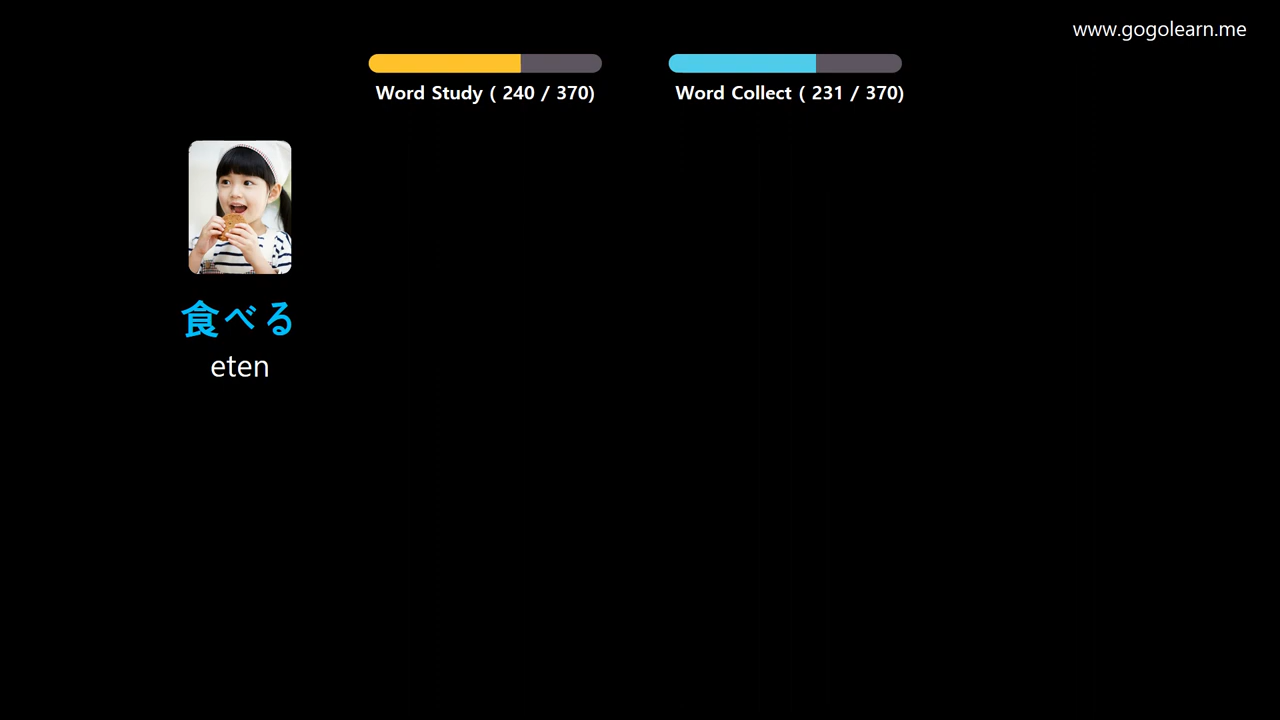 www.gogolearn.me
Word Study ( 240 / 370)
Word Collect ( 231 / 370)
食べる
eten